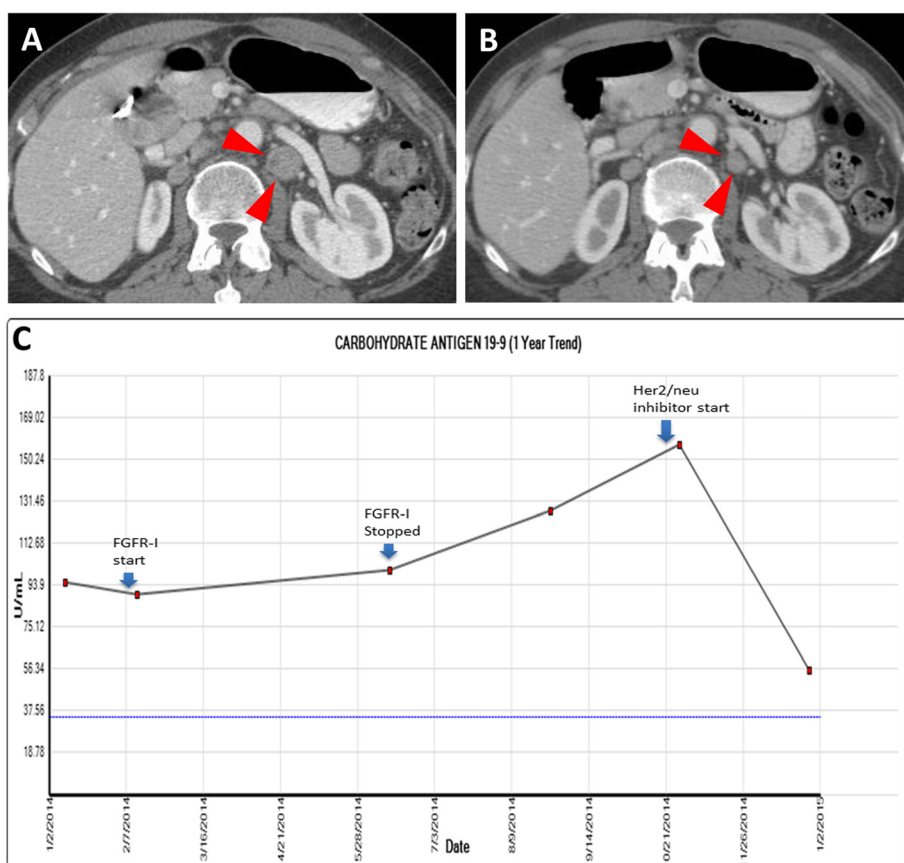 A
B
C
CARBOHYDRATE ANTIGEN 19-9 (1 Year Trend)
187.8
169.02
150.24
131.46
112.68
93.9
75.12
56.34
37.56
18.78
U/mL
FGFR-I
start
FGFR-I
Stopped
Her2/neu
inhibitor start
1/2/2014
2/7/2014
3/16/2014
4/21/2014
5/28/2014
7/3/2014
8/9/2014
9/14/2014
0/21/2014
1/26/2014
1/2/2015
Date